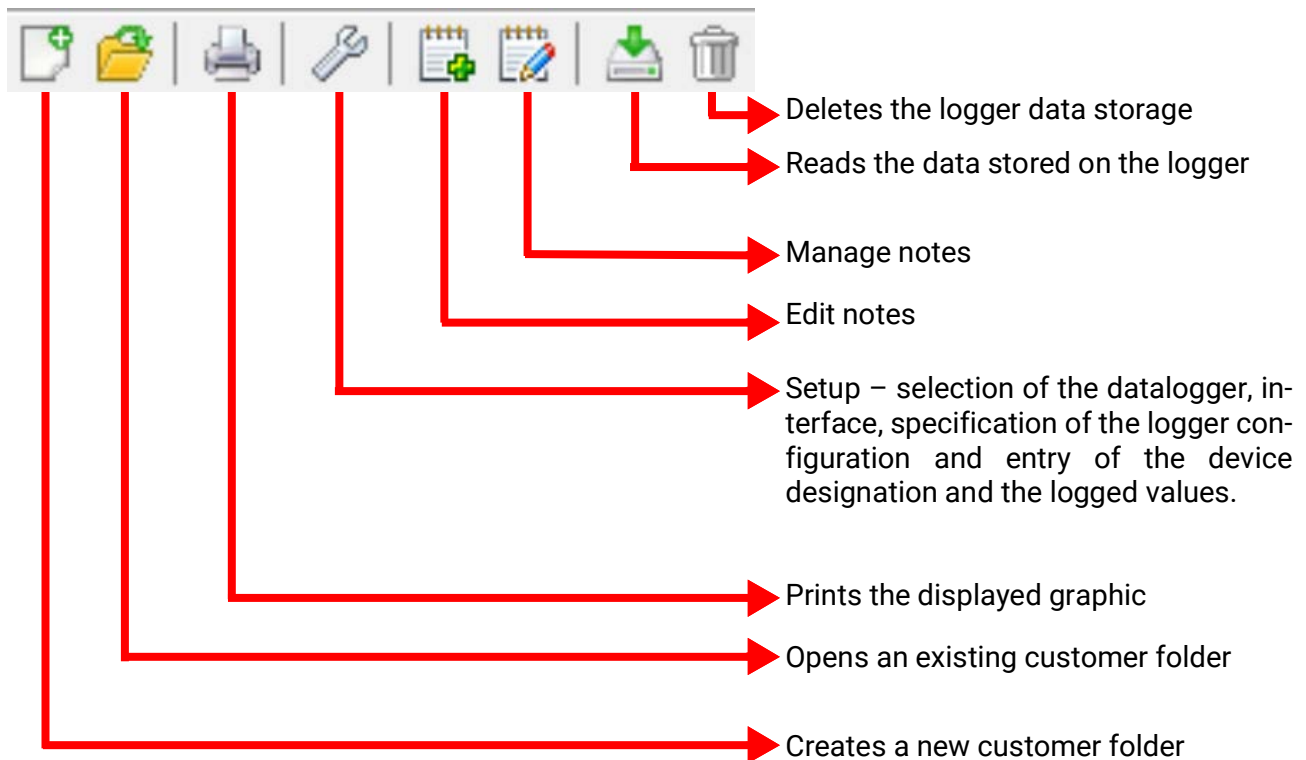 Deletes the logger data storage
Reads the data stored on the logger
Manage notes
Edit notes
Setup – selection of the datalogger, in-
terface, specification of the logger con-
figuration and entry of the device
designation and the logged values.
Prints the displayed graphic
Opens an existing customer folder
Creates a new customer folder